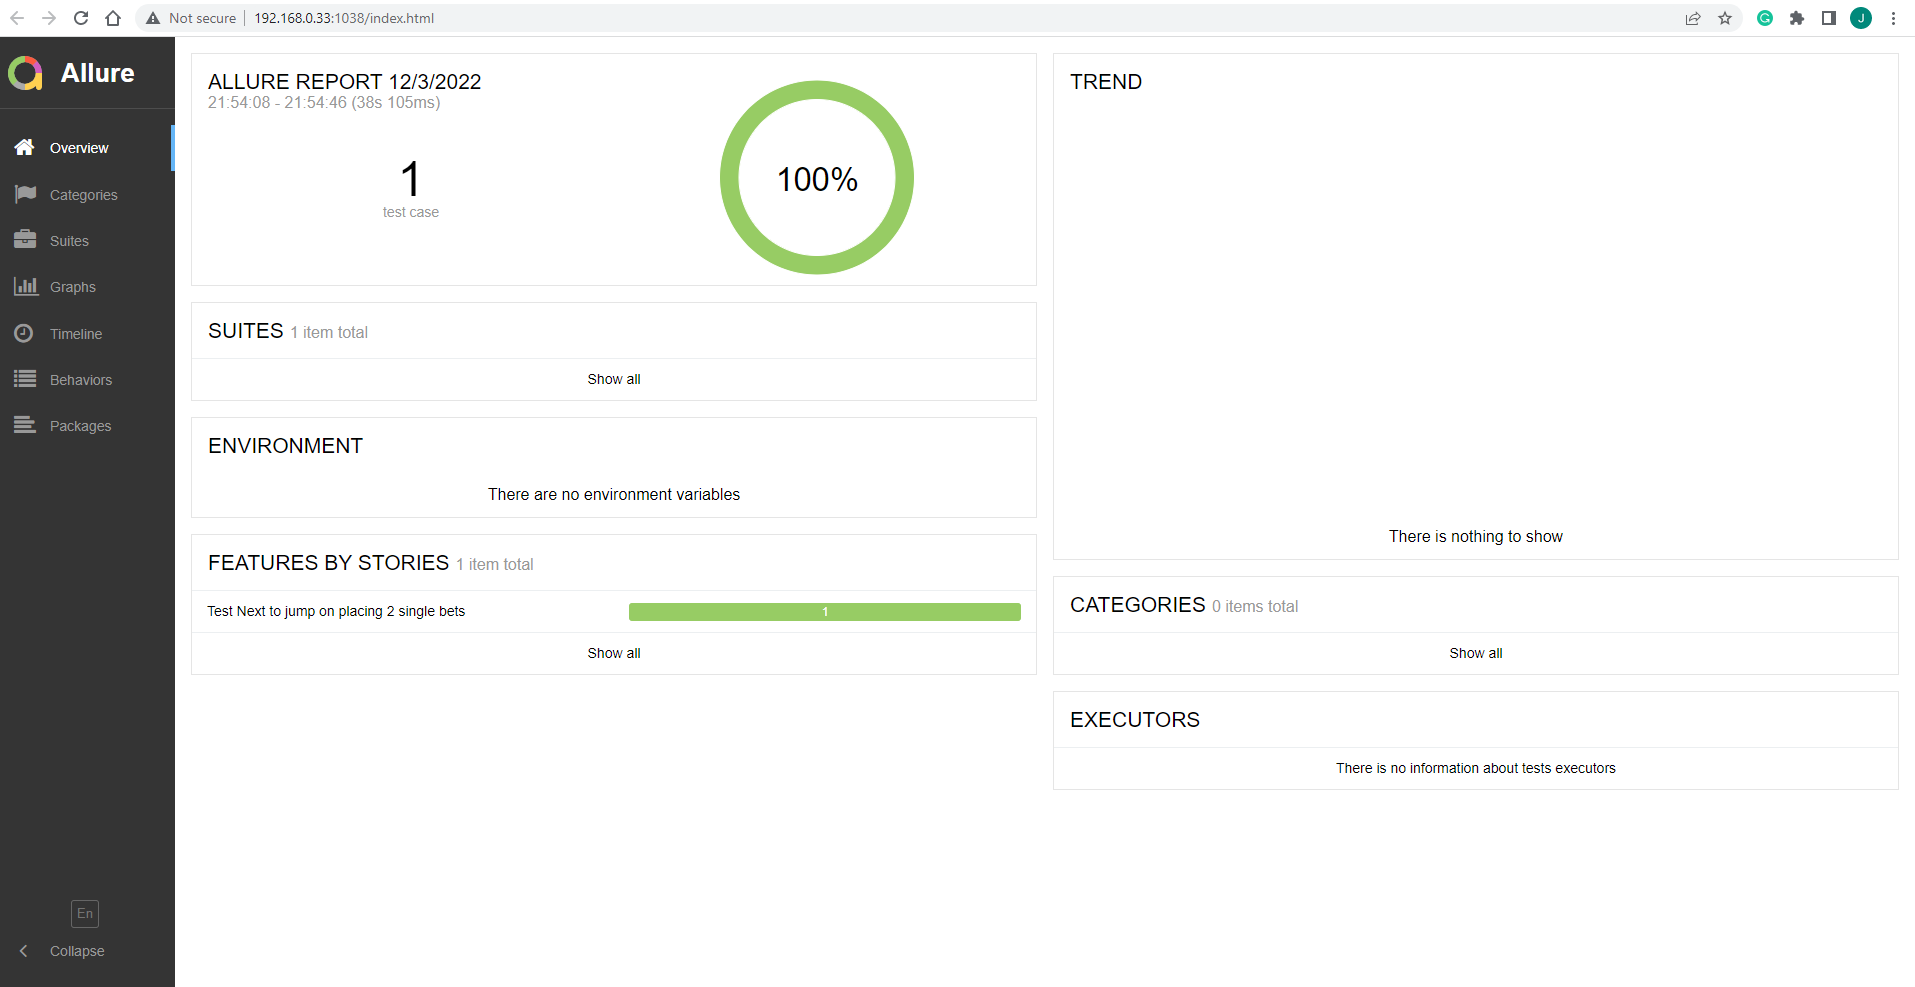 Not secure
192.168.0.33:1038/index.html
J
Allure
Overview
Categories
Suites
Graphs
Timeline
Behaviors
Packages
En
Collapse
ALLURE REPORT 12/3/2022
21:54:08 - 21:54:46 (38s 105ms)
1
test case
100%
SUITES 1 item total
Show all
ENVIRONMENT
There are no environment variables
FEATURES BY STORIES 1 item total
Test Next to jump on placing 2 single bets
1
Show all
TREND
There is nothing to show
CATEGORIES 0 items total
Show all
EXECUTORS
There is no information about tests executors